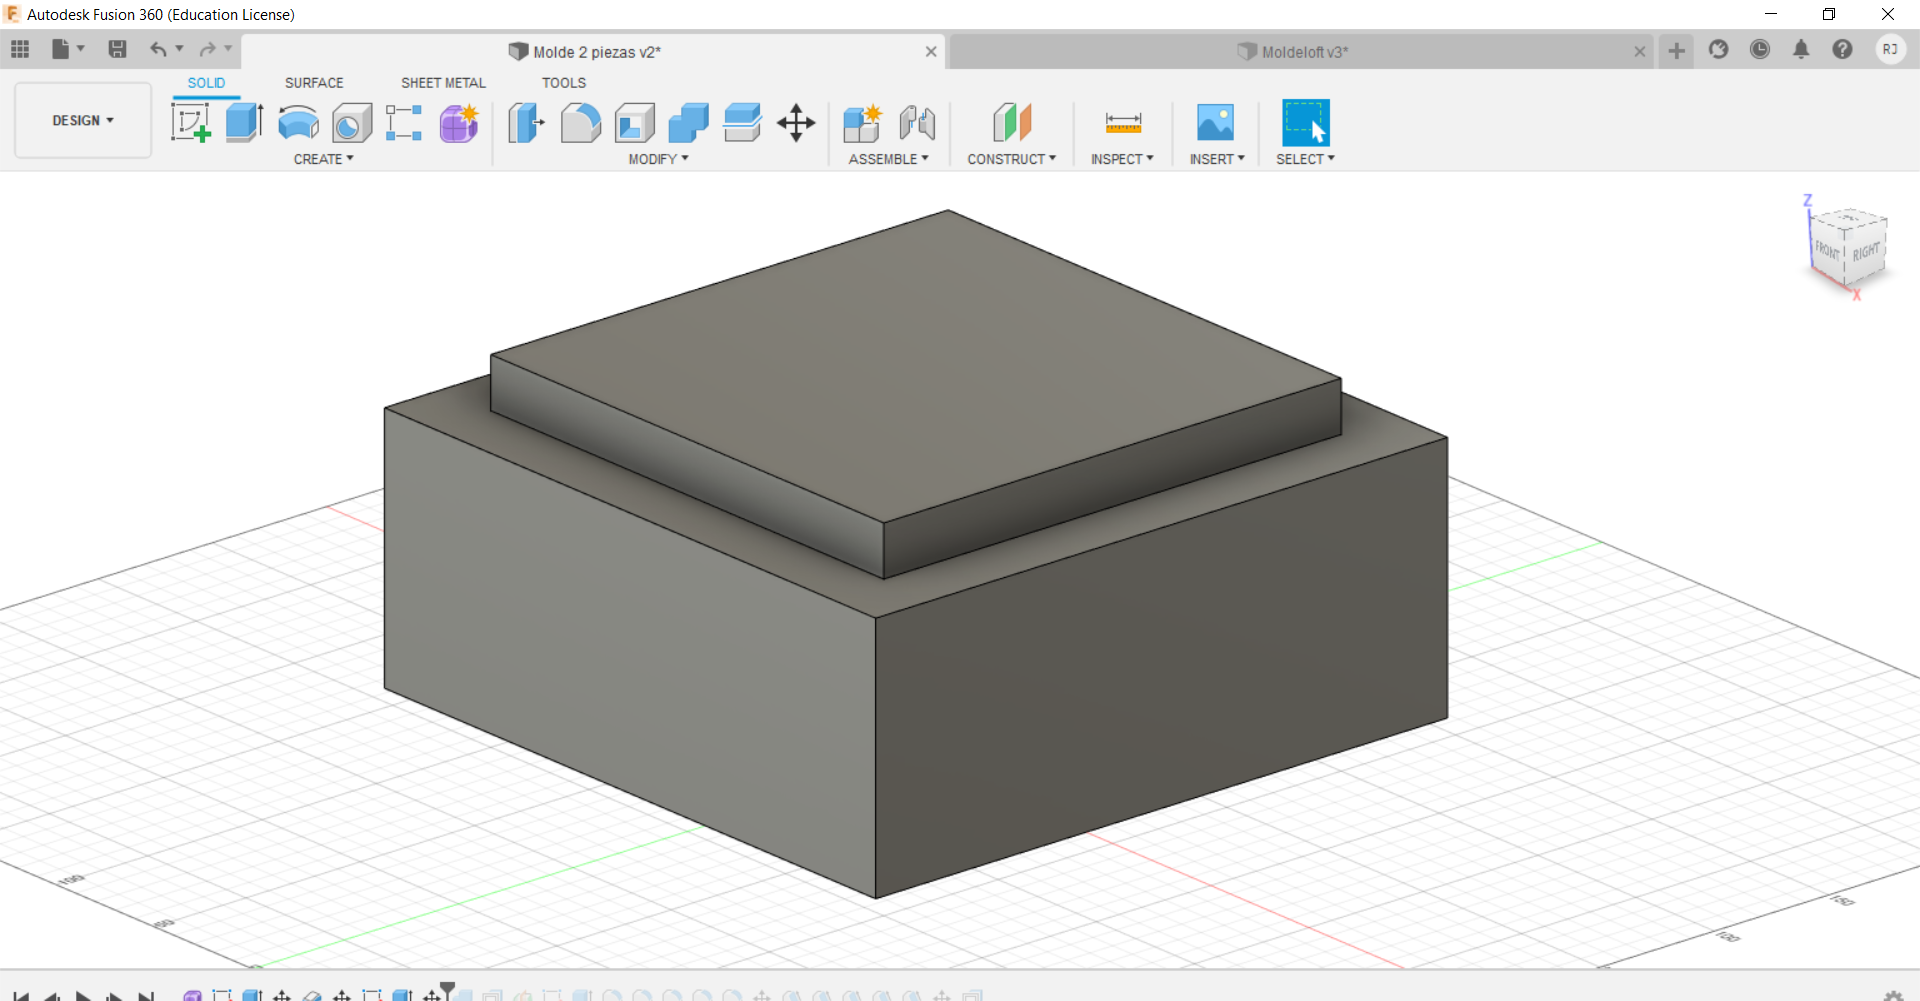 Autodesk Fusion 360 (Education License)
Molde 2 piezas v2*
Moldeloft v3*
RJ
SOLID
SURFACE
SHEET METAL
TOOLS
DESIGN
CREATE
MODIFY
ASSEMBLE
CONSTRUCT
INSPECT
INSERT
SELECT
Z
FRONT
RIGHT
X
100
50
150
100